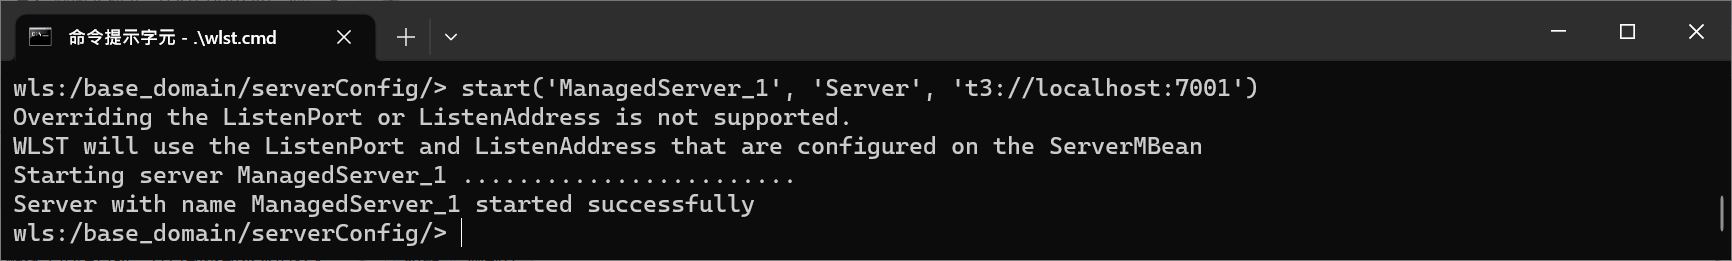 命令提示字元 - .\wlst.cmd
wls:/base_domain/serverConfig/> start('ManagedServer_1', 'Server', 't3://localhost:7001')
Overriding the ListenPort or ListenAddress is not supported.
WLST will use the ListenPort and ListenAddress that are configured on the ServerMBean
Starting server ManagedServer_1 ........................
Server with name ManagedServer_1 started successfully
wls:/base_domain/serverConfig/>